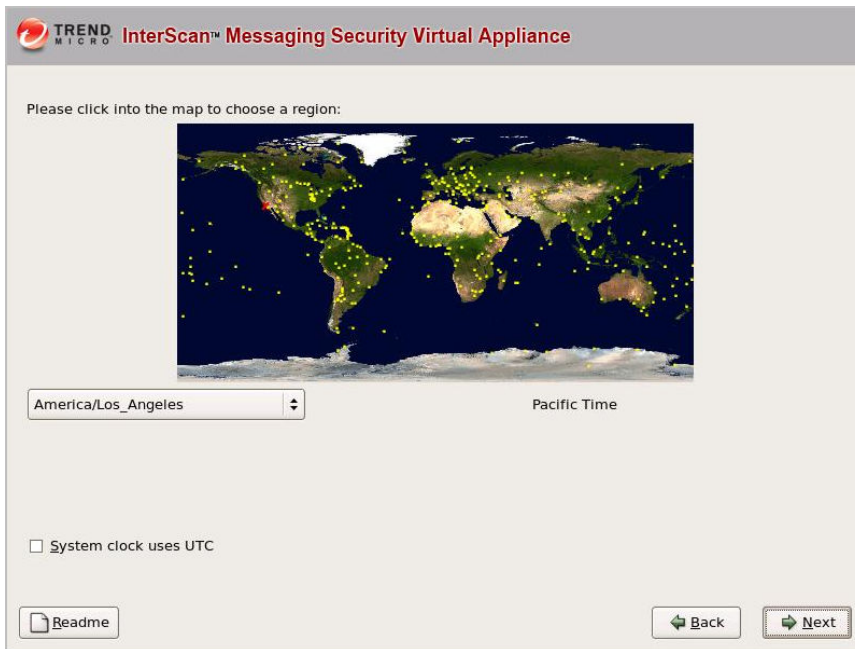 TREND MICRO InterScan™ Messaging Security Virtual Appliance
Please click into the map to choose a region:
America/Los_Angeles
Pacific Time
System clock uses UTC
Readme
Back
Next